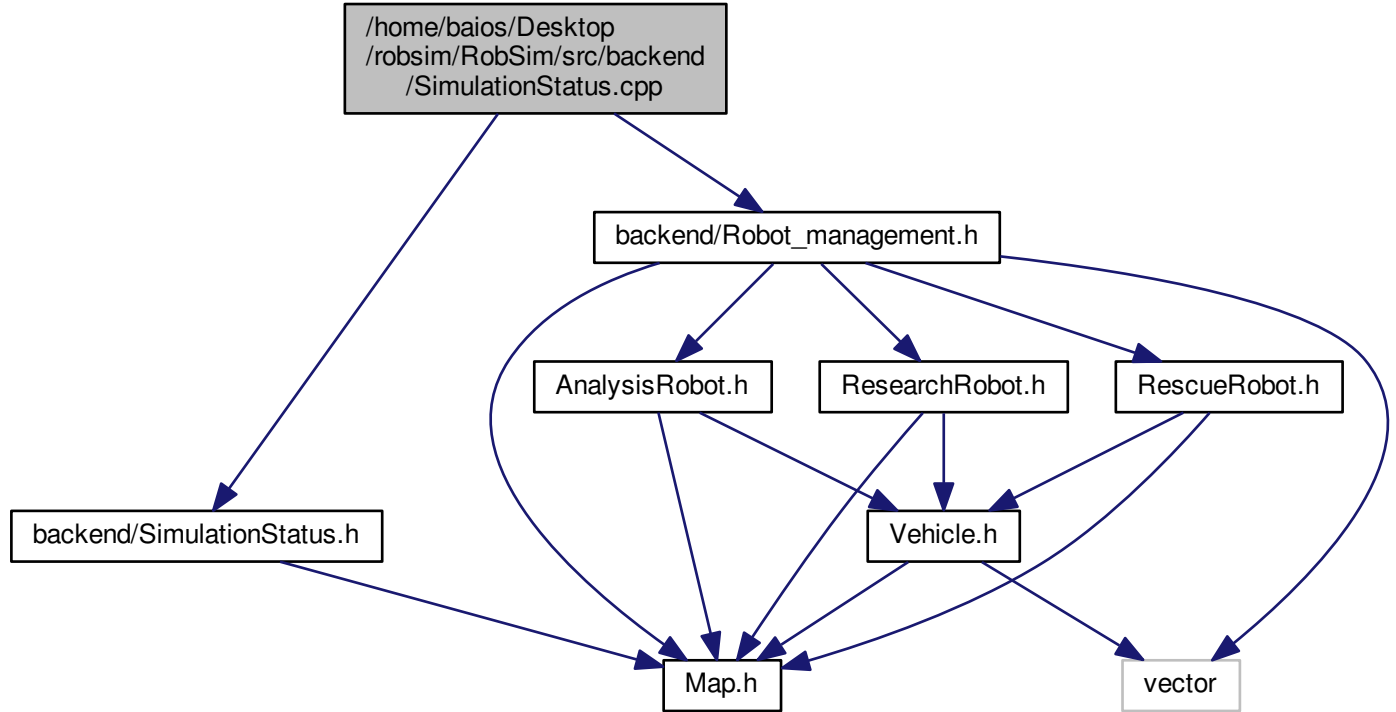 /home/baios/Desktop
/robsim/RobSim/src/backend
/SimulationStatus.cpp
backend/Robot_management.h
AnalysisRobot.h
ResearchRobot.h
RescueRobot.h
backend/SimulationStatus.h
Vehicle.h
Map.h
vector